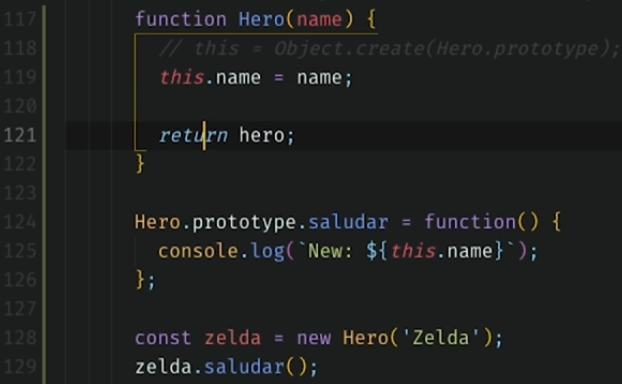 117 function Hero(name) {
118 // this = Object.create(Hero.prototype);
119 this.name = name;
120
121 return hero;
122 }
123
124 Hero.prototype.saludar = function() {
125 console.log(`New: ${this.name}`);
126 };
127
128 const zelda = new Hero('Zelda');
129 zelda.saludar();